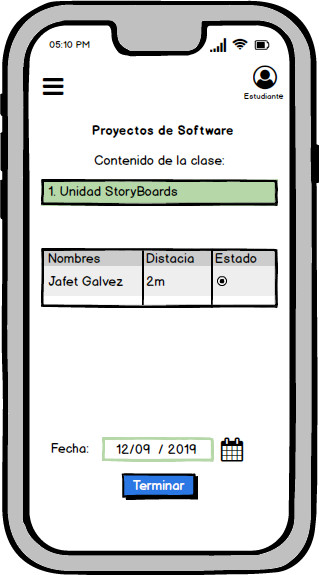 05:10 PM
Estudiante
Proyectos de Software
Contenido de la clase:
1. Unidad StoryBoards
Nombres Distacia Estado
Jafet Galvez 2m
Fecha: 12/09 / 2019
Terminar